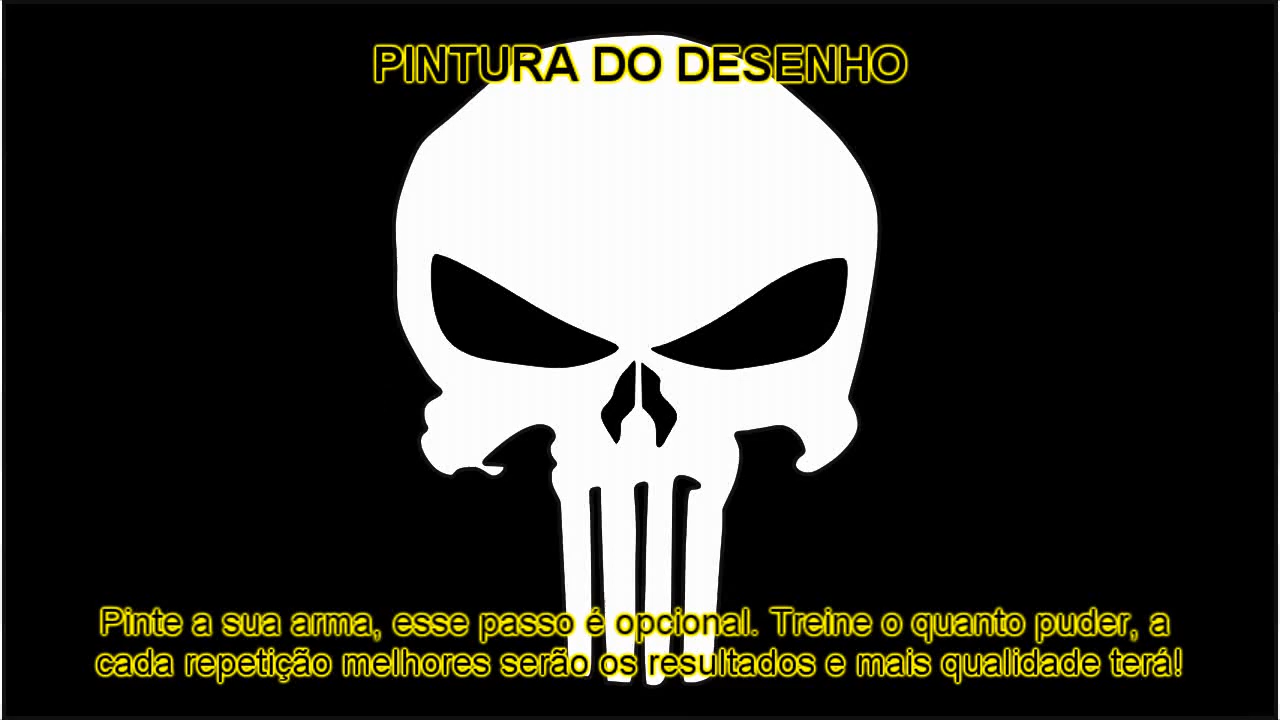 PINTURA DO DESENHO
Pinte a sua arma, esse passo é opcional. Treine o quanto puder, a
cada repetição melhores serão os resultados e mais qualidade terá!